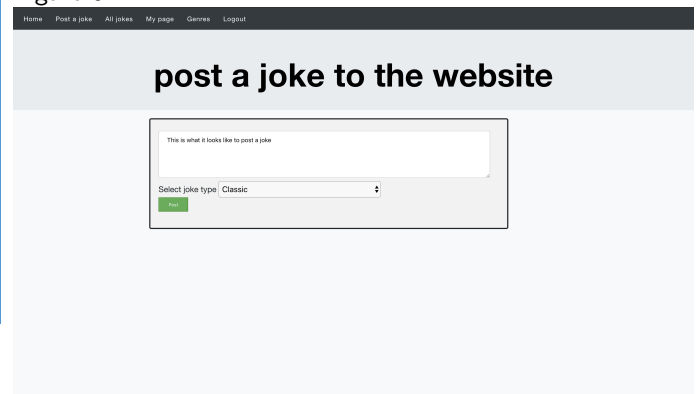 Home Post a joke All jokes My page Genres Logout
post a joke to the website
This is what it looks like to post a joke
Select joke type Classic
Post